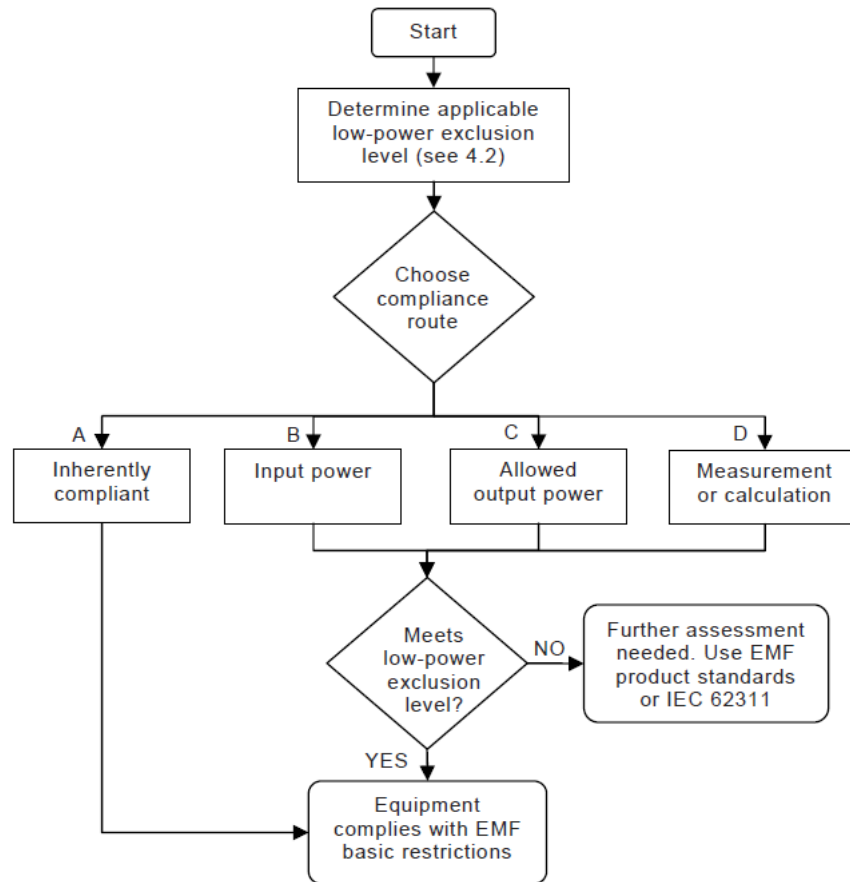 Start
Determine applicable
low-power exclusion
level (see 4.2)
Choose
compliance
route
A
B
C
D
Inherently
compliant
Input power
Allowed
output power
Measurement
or calculation
Meets
low-power
exclusion
level?
NO
Further assessment
needed. Use EMF
product standards
or IEC 62311
YES
Equipment
complies with EMF
basic restrictions